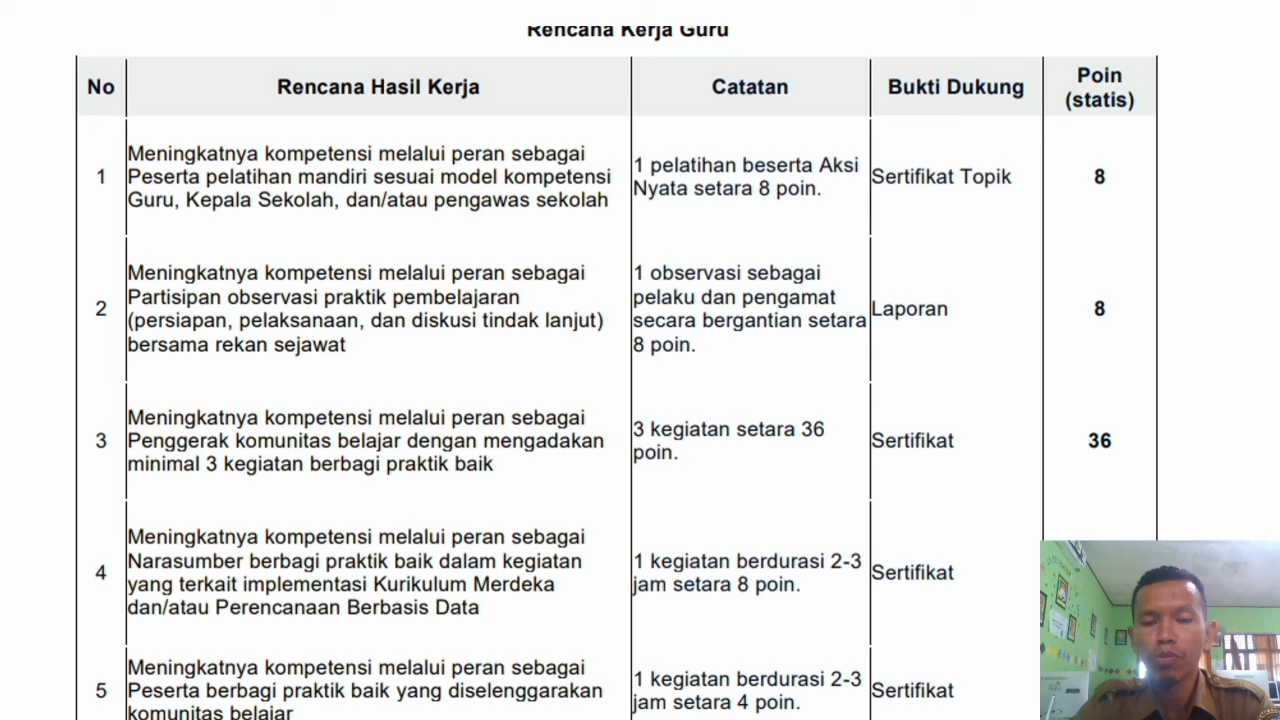 Rencana Kerja Guru
No
Rencana Hasil Kerja
Catatan
Bukti Dukung
Poin
(statis)
1
Meningkatnya kompetensi melalui peran sebagai
Peserta pelatihan mandiri sesuai model kompetensi
Guru, Kepala Sekolah, dan/atau pengawas sekolah
1 pelatihan beserta Aksi
Nyata setara 8 poin.
Sertifikat Topik
8
2
Meningkatnya kompetensi melalui peran sebagai
Partisipan observasi praktik pembelajaran
(persiapan, pelaksanaan, dan diskusi tindak lanjut)
bersama rekan sejawat
1 observasi sebagai
pelaku dan pengamat
secara bergantian setara
8 poin.
Laporan
8
3
Meningkatnya kompetensi melalui peran sebagai
Penggerak komunitas belajar dengan mengadakan
minimal 3 kegiatan berbagi praktik baik
3 kegiatan setara 36
poin.
Sertifikat
36
4
Meningkatnya kompetensi melalui peran sebagai
Narasumber berbagi praktik baik dalam kegiatan
yang terkait implementasi Kurikulum Merdeka
dan/atau Perencanaan Berbasis Data
1 kegiatan berdurasi 2-3
jam setara 8 poin.
Sertifikat
5
Meningkatnya kompetensi melalui peran sebagai
Peserta berbagi praktik baik yang diselenggarakan
komunitas belajar
1 kegiatan berdurasi 2-3
jam setara 4 poin.
Sertifikat